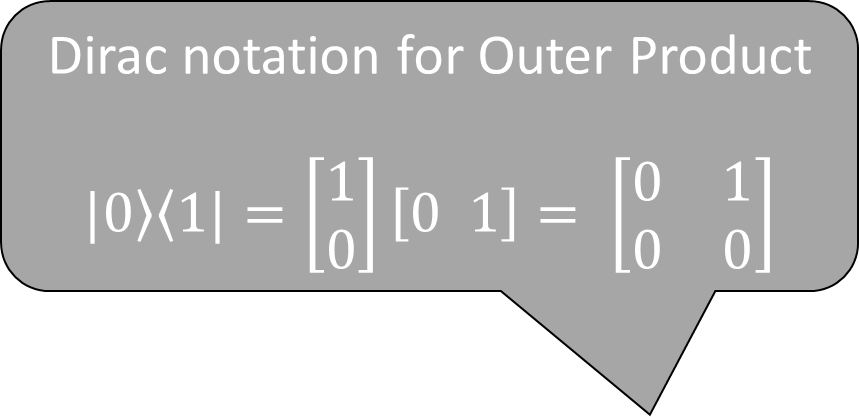 Dirac notation for Outer Product
|0⟩⟨1| = [1 0] [0 1] = [0 1 0 0]